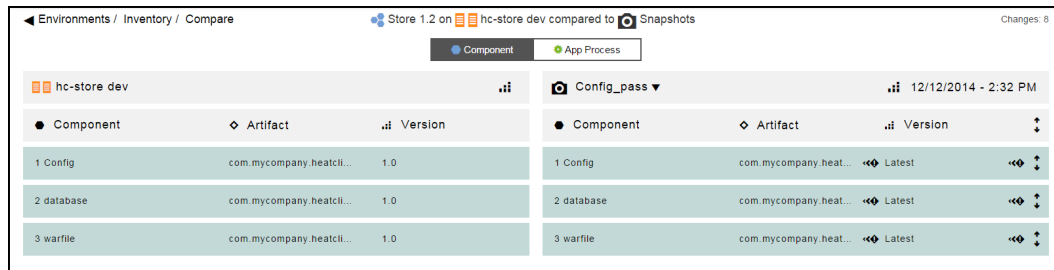 Environments / Inventory / Compare Store 1.2 on hc-store dev compared to Snapshots Changes: 8
Component App Process
hc-store dev Config_pass 12/12/2014 - 2:32 PM
Component Artifact Version Component Artifact Version
1 Config com.mycompany.heatcli... 1.0 1 Config com.mycompany.heat... Latest
2 database com.mycompany.heatcli... 1.0 2 database com.mycompany.heat... Latest
3 warfile com.mycompany.heatcli... 1.0 3 warfile com.mycompany.heat... Latest